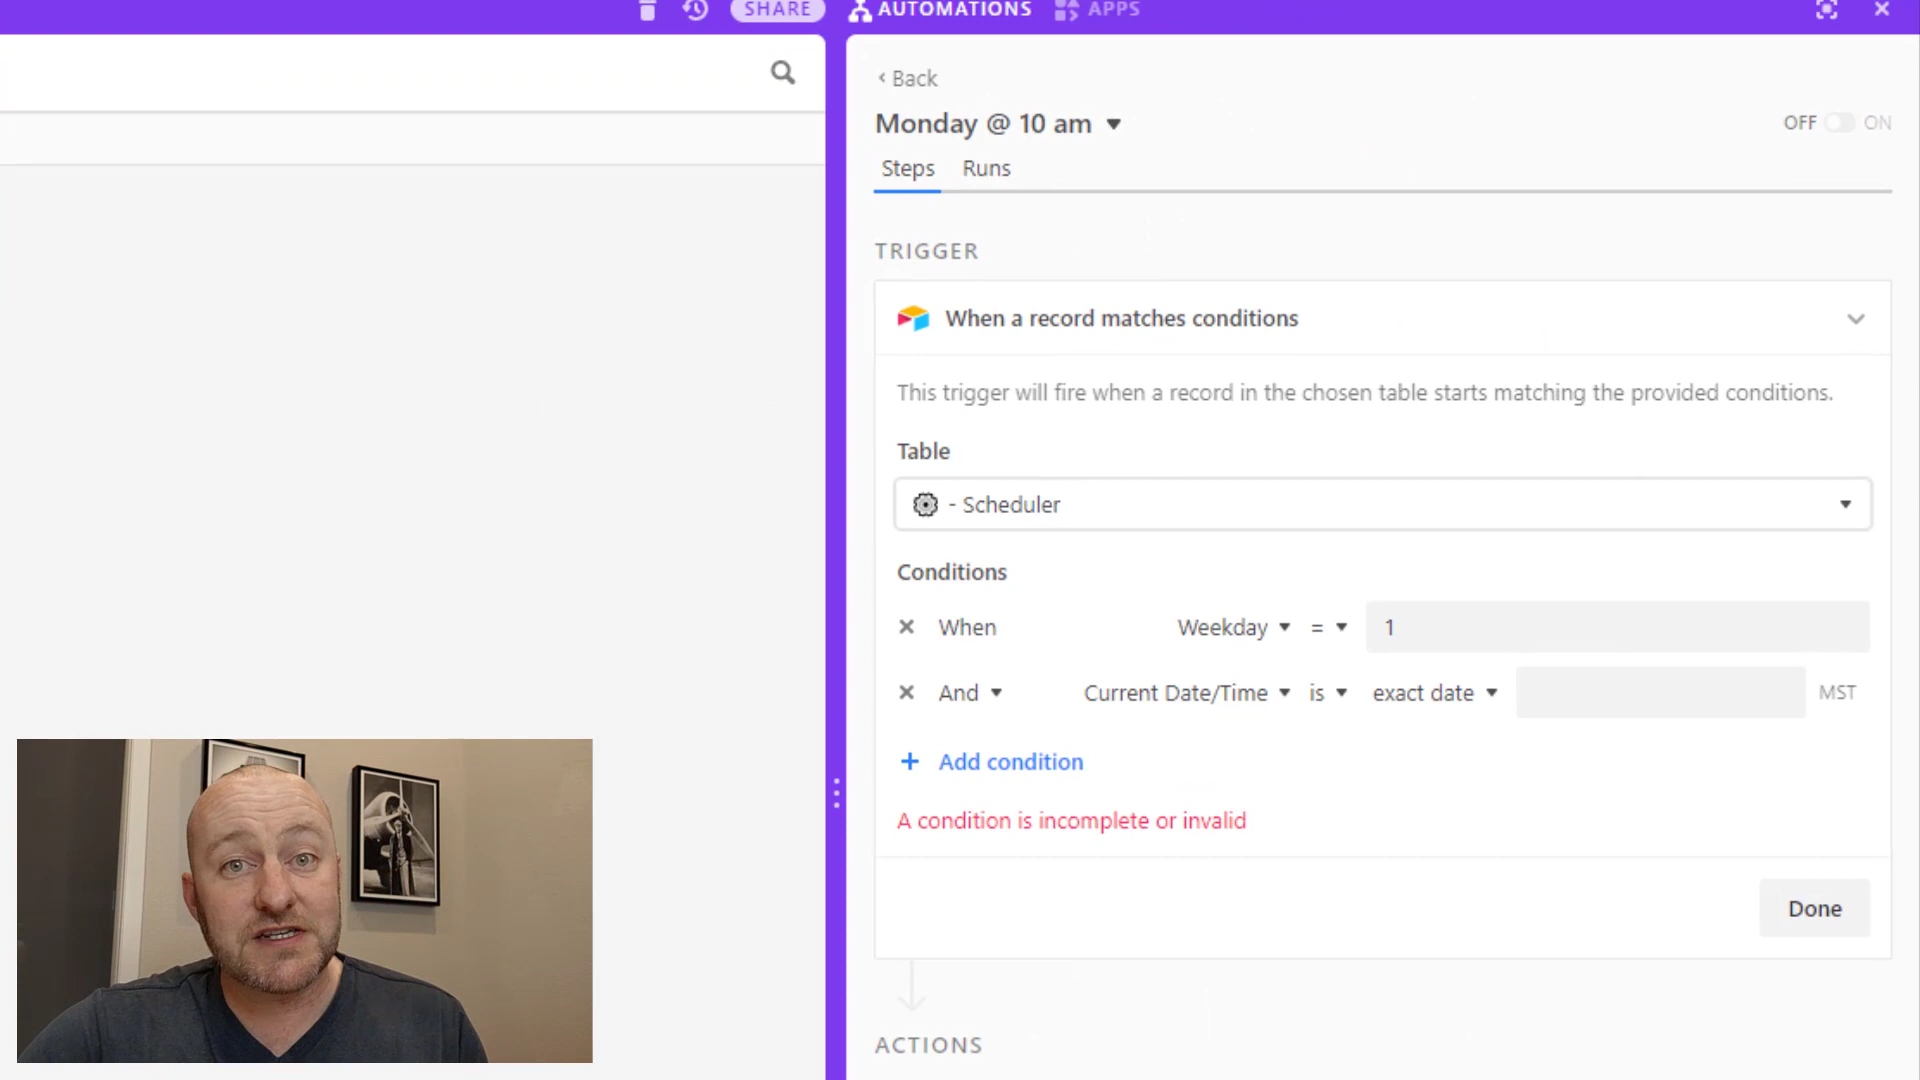 SHARE
AUTOMATIONS
APPS
Back
Monday @ 10 am
OFF
ON
Steps
Runs
TRIGGER
When a record matches conditions
This trigger will fire when a record in the chosen table starts matching the provided conditions.
Table
- Scheduler
Conditions
When Weekday = 1
And Current Date/Time is exact date MST
+ Add condition
A condition is incomplete or invalid
Done
ACTIONS